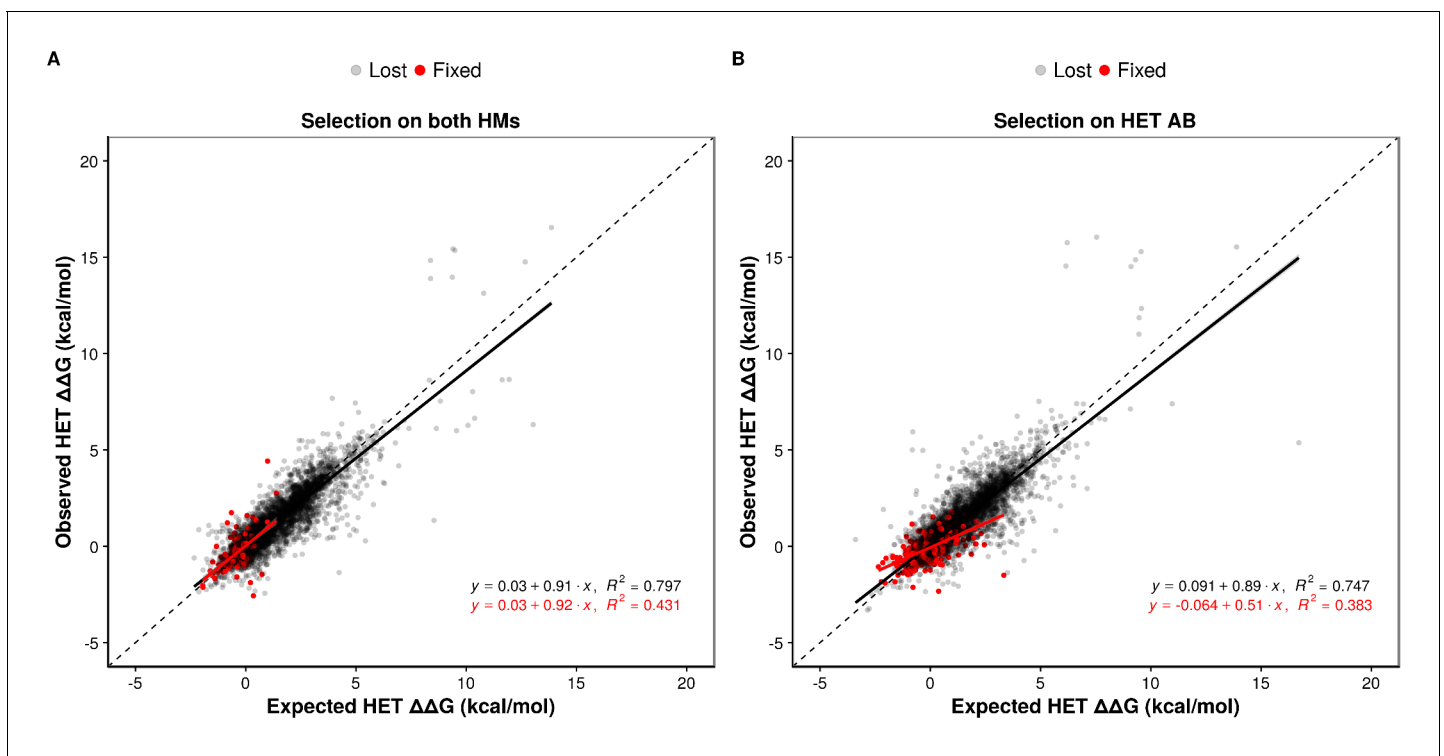 A
Lost Fixed
Selection on both HMs
Observed HET ΔΔG (kcal/mol)
20
15
10
5
0
-5
y = 0.03 + 0.91 · x, R² = 0.797
y = 0.03 + 0.92 · x, R² = 0.431
-5 0 5 10 15 20
Expected HET ΔΔG (kcal/mol)
B
Lost Fixed
Selection on HET AB
Observed HET ΔΔG (kcal/mol)
20
15
10
5
0
-5
y = 0.091 + 0.89 · x, R² = 0.747
y = -0.064 + 0.51 · x, R² = 0.383
-5 0 5 10 15 20
Expected HET ΔΔG (kcal/mol)